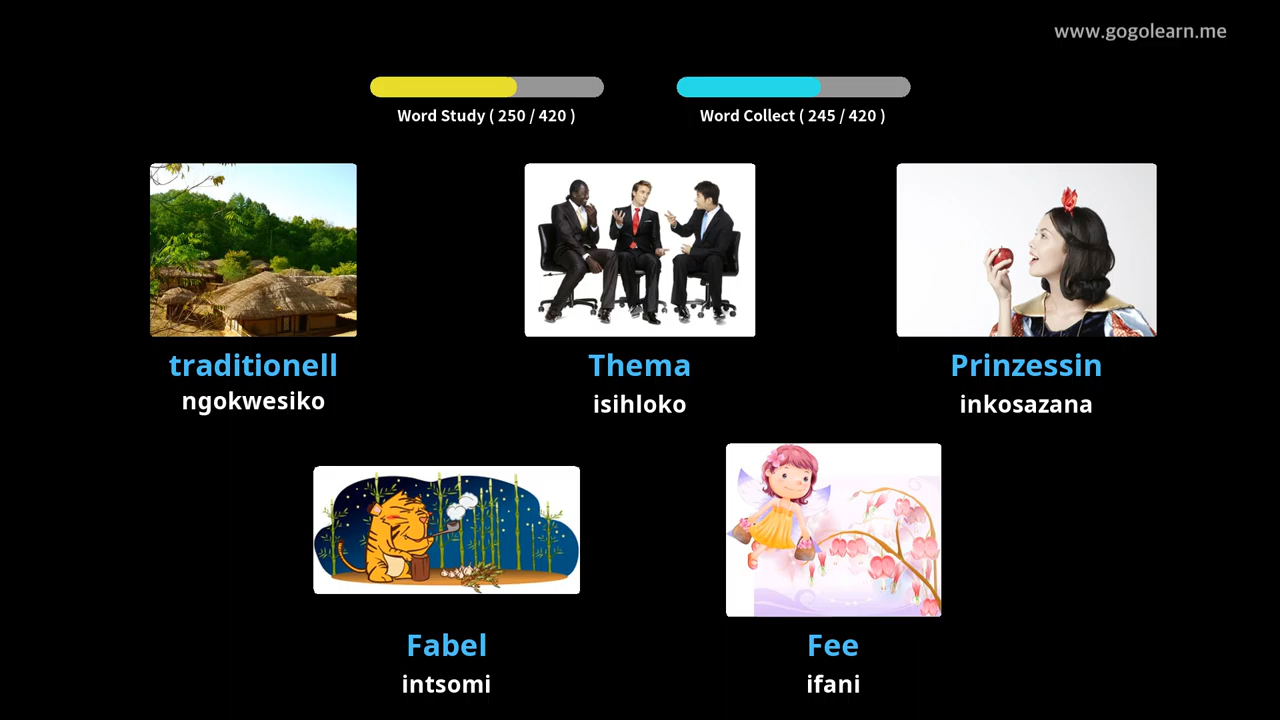 www.gogolearn.me
Word Study ( 250 / 420 )
Word Collect ( 245 / 420 )
traditionell
ngokwesiko
Thema
isihloko
Prinzessin
inkosazana
Fabel
intsomi
Fee
ifani